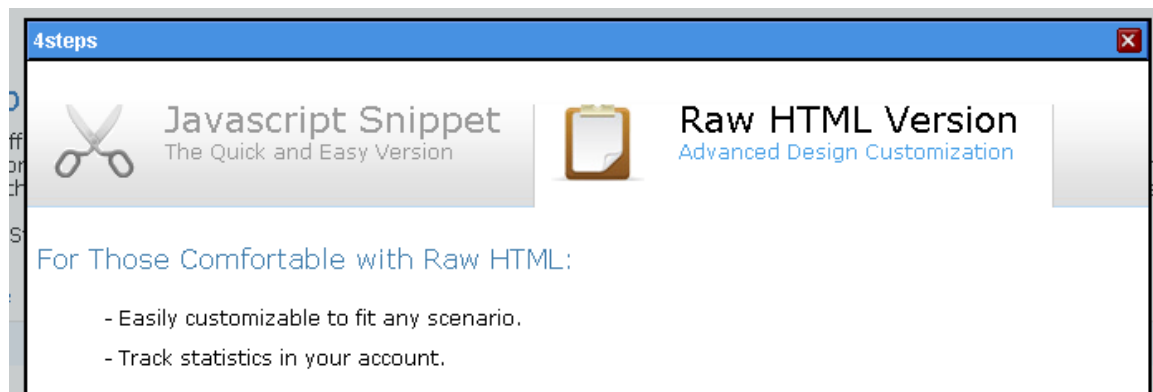 4steps
Javascript Snippet
The Quick and Easy Version
Raw HTML Version
Advanced Design Customization
For Those Comfortable with Raw HTML:
- Easily customizable to fit any scenario.
- Track statistics in your account.